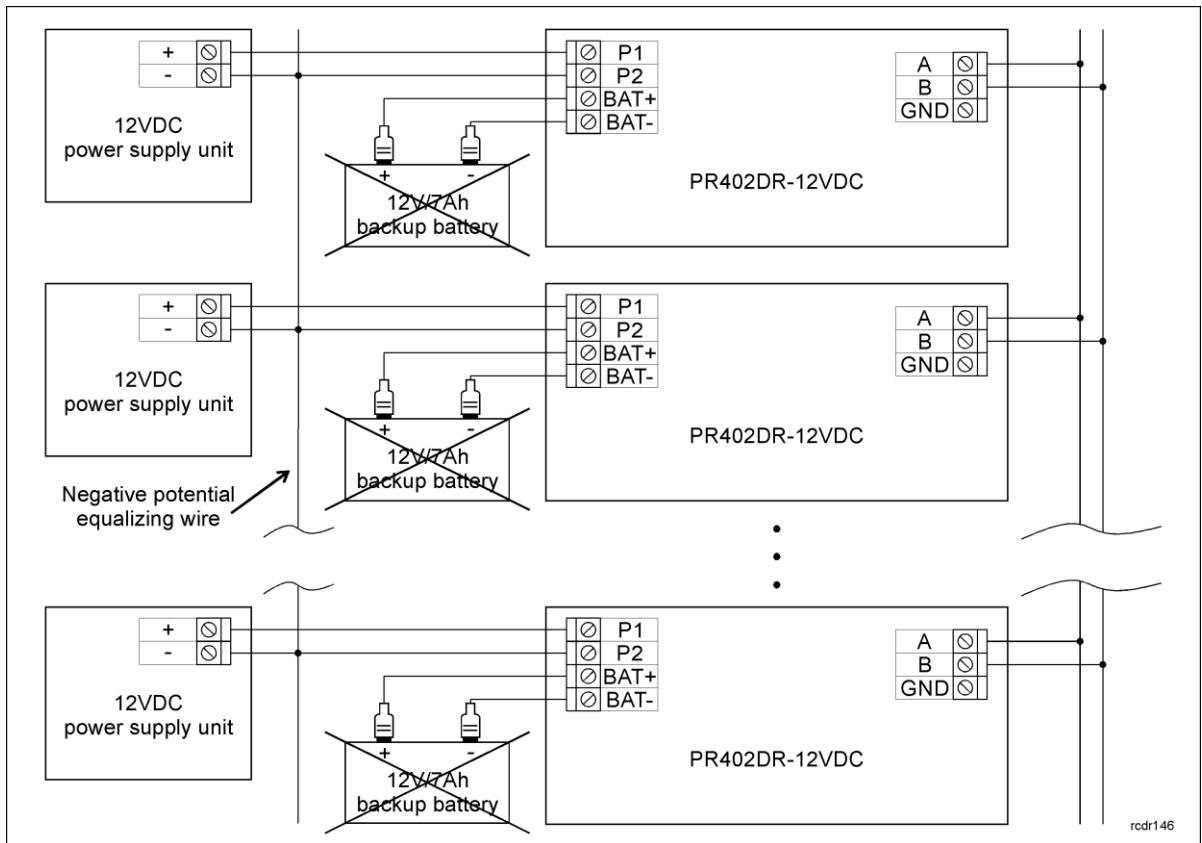 +
-
12VDC
power supply unit
P1
P2
BAT+
BAT-
+ -
12V/7Ah
backup battery
PR402DR-12VDC
A
B
GND
+
-
12VDC
power supply unit
P1
P2
BAT+
BAT-
+ -
12V/7Ah
backup battery
PR402DR-12VDC
A
B
GND
Negative potential
equalizing wire
+
-
12VDC
power supply unit
P1
P2
BAT+
BAT-
+ -
12V/7Ah
backup battery
PR402DR-12VDC
A
B
GND
rcdr146